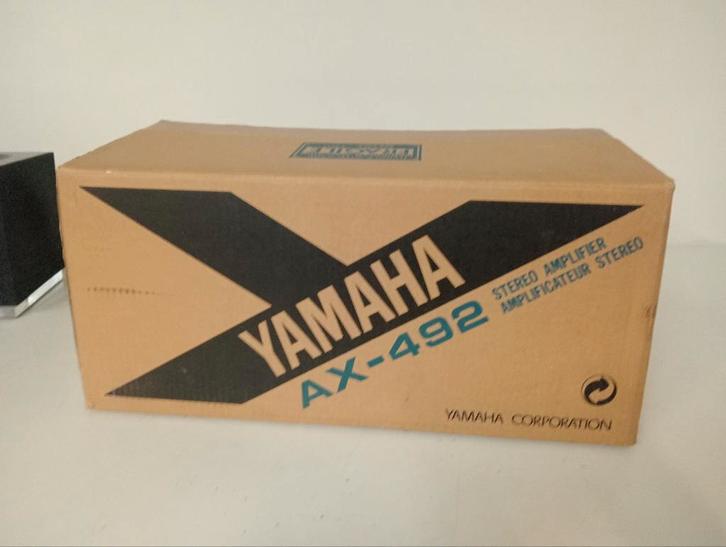 YAMAHA
AX-492
STEREO AMPLIFIER
AMPLIFICATEUR STEREO
YAMAHA CORPORATION